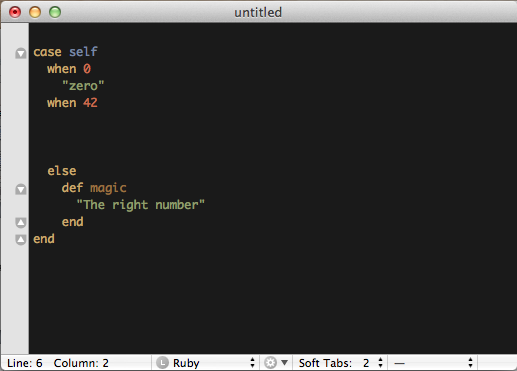 untitled
case self
when 0
"zero"
when 42
else
def magic
"The right number"
end
end
Line: 6 Column: 2 L Ruby Soft Tabs: 2 —